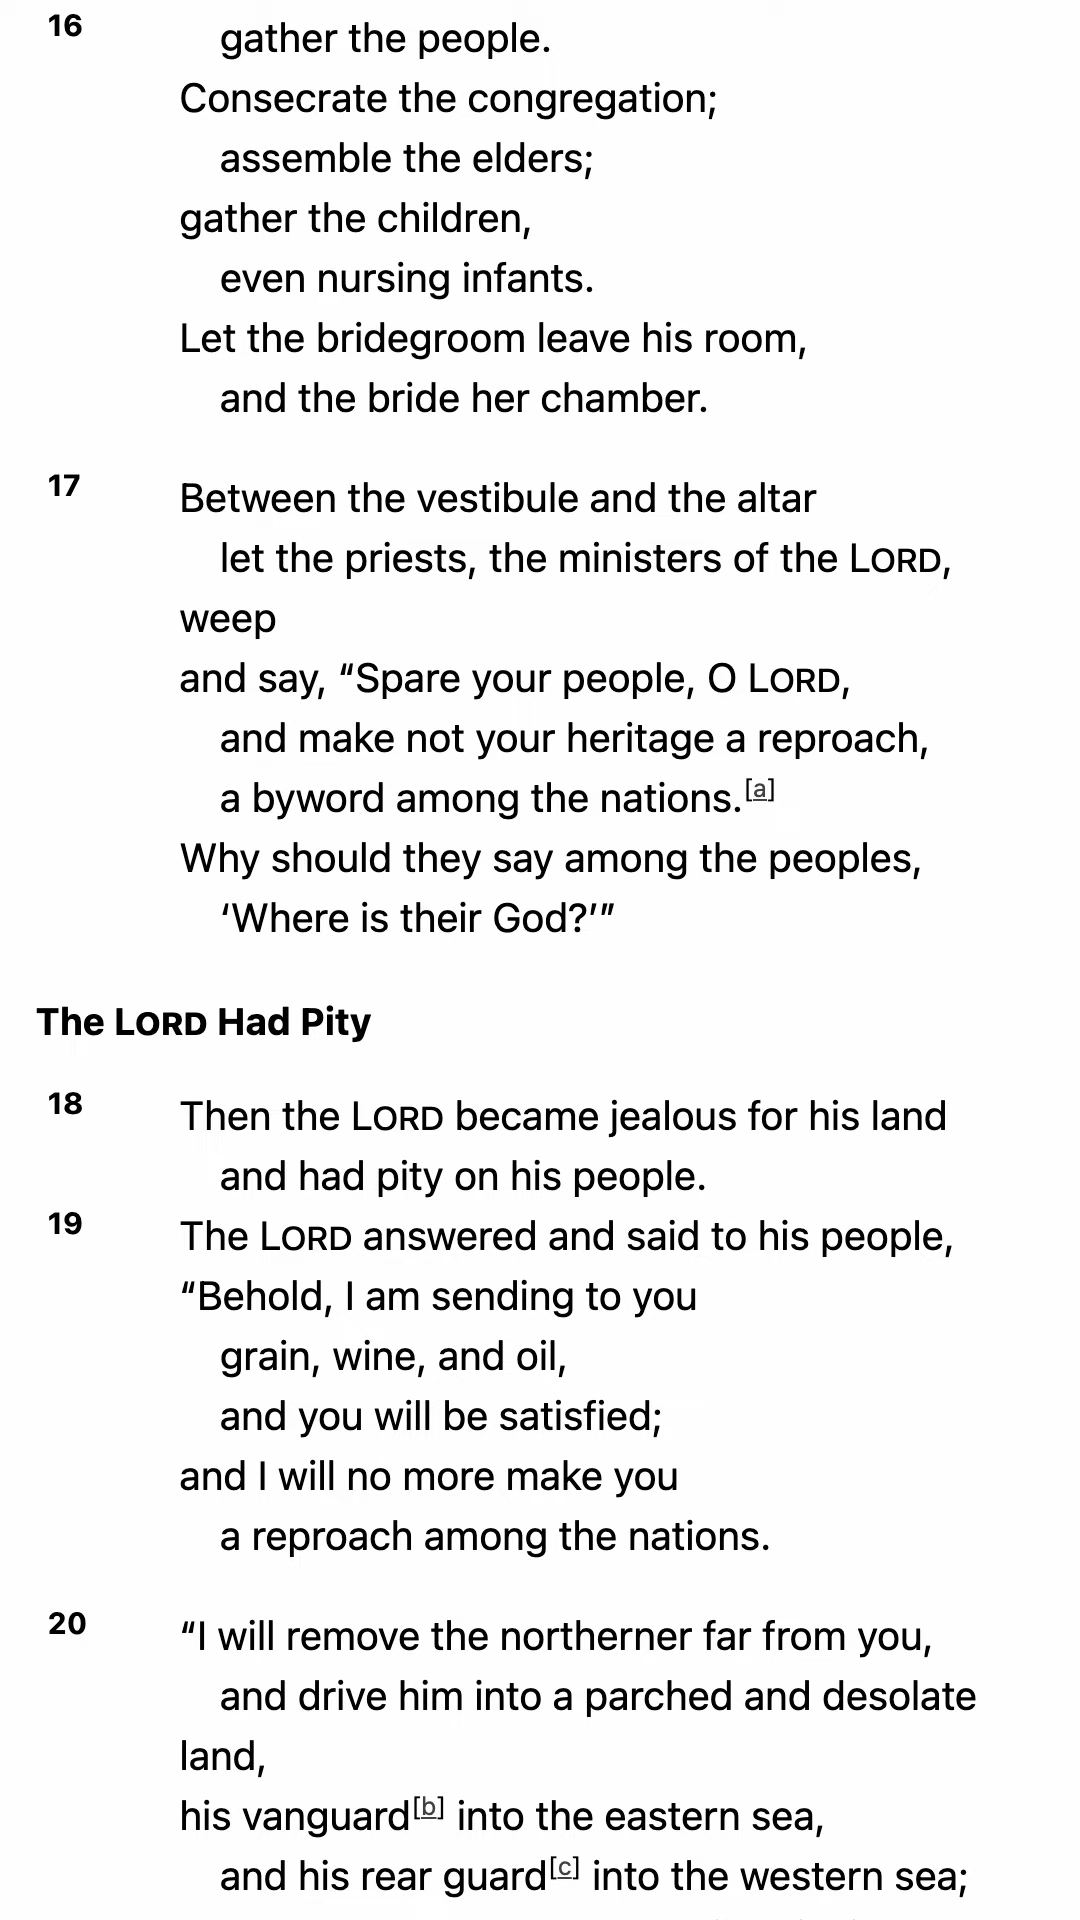 16 gather the people.
Consecrate the congregation;
assemble the elders;
gather the children,
even nursing infants.
Let the bridegroom leave his room,
and the bride her chamber.
17 Between the vestibule and the altar
let the priests, the ministers of the LORD,
weep
and say, “Spare your people, O LORD,
and make not your heritage a reproach,
a byword among the nations.[a]
Why should they say among the peoples,
‘Where is their God?’”
The LORD Had Pity
18 Then the LORD became jealous for his land
and had pity on his people.
19 The LORD answered and said to his people,
“Behold, I am sending to you
grain, wine, and oil,
and you will be satisfied;
and I will no more make you
a reproach among the nations.
20 “I will remove the northerner far from you,
and drive him into a parched and desolate
land,
his vanguard[b] into the eastern sea,
and his rear guard[c] into the western sea;